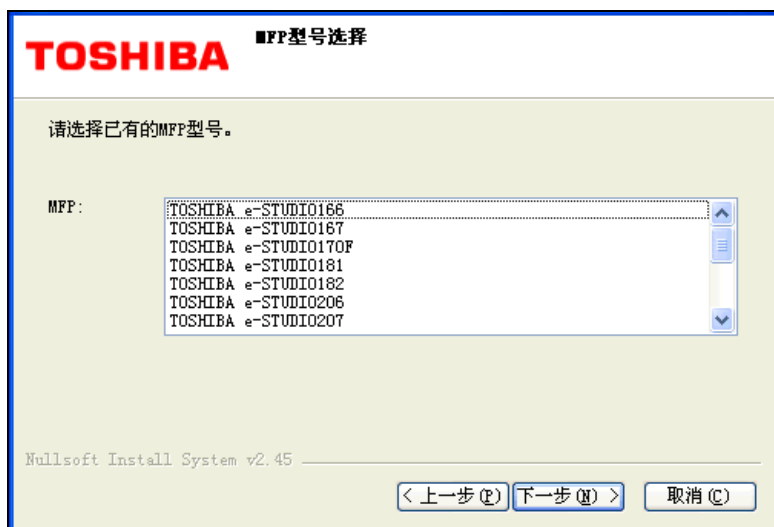 TOSHIBA
MFP型号选择
请选择已有的MFP型号。
MFP:
TOSHIBA e-STUDIO166
TOSHIBA e-STUDIO167
TOSHIBA e-STUDIO170F
TOSHIBA e-STUDIO181
TOSHIBA e-STUDIO182
TOSHIBA e-STUDIO206
TOSHIBA e-STUDIO207
Nullsoft Install System v2.45
< 上一步(P) 下一步(N) > 取消(C)